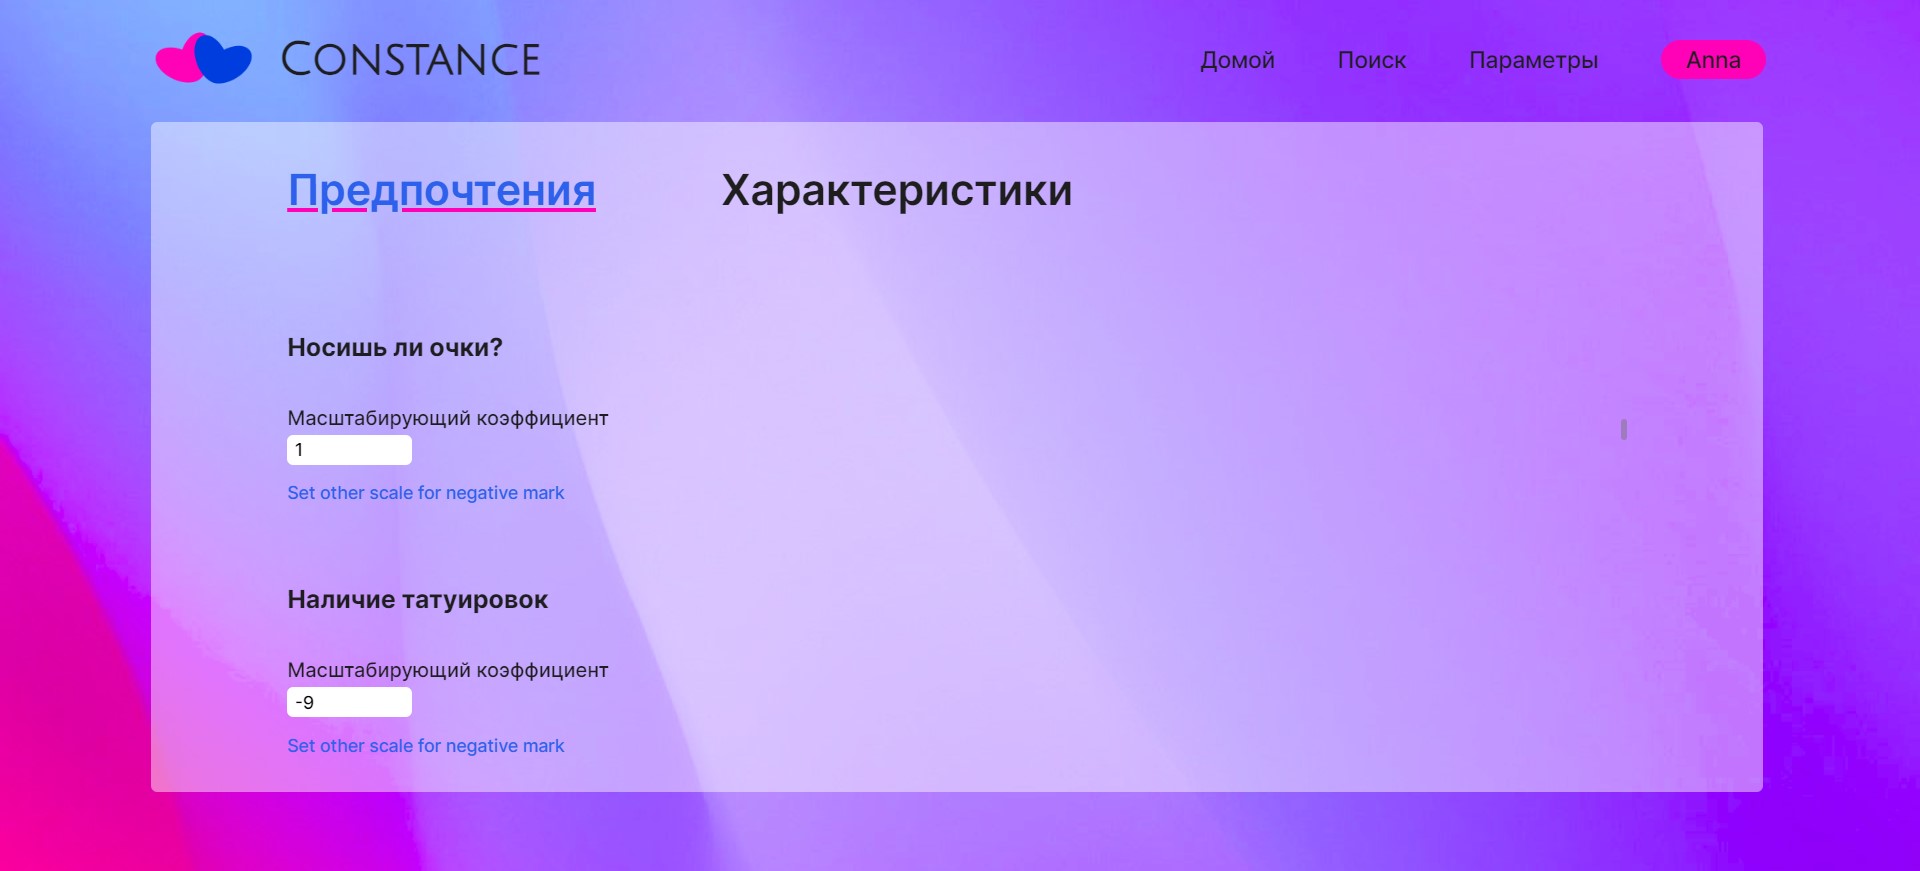 CONSTANCE
Домой Поиск Параметры Anna
Предпочтения Характеристики
Носишь ли очки?
Масштабирующий коэффициент
1
Set other scale for negative mark
Наличие татуировок
Масштабирующий коэффициент
-9
Set other scale for negative mark